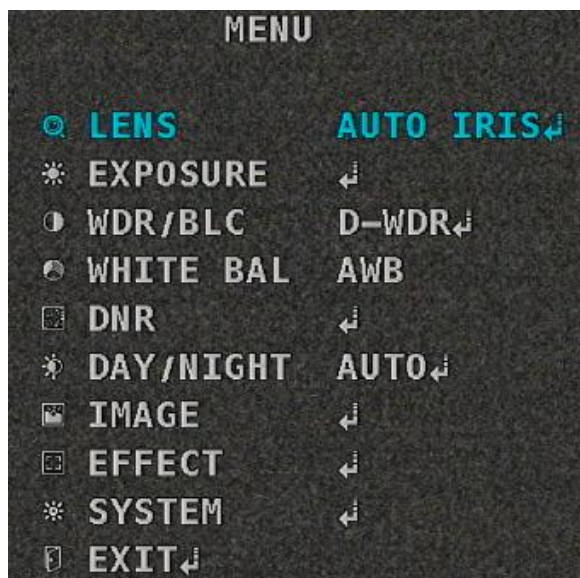 MENU
LENS AUTO IRIS↲
EXPOSURE ↲
WDR/BLC D-WDR↲
WHITE BAL AWB
DNR ↲
DAY/NIGHT AUTO↲
IMAGE ↲
EFFECT ↲
SYSTEM ↲
EXIT↲